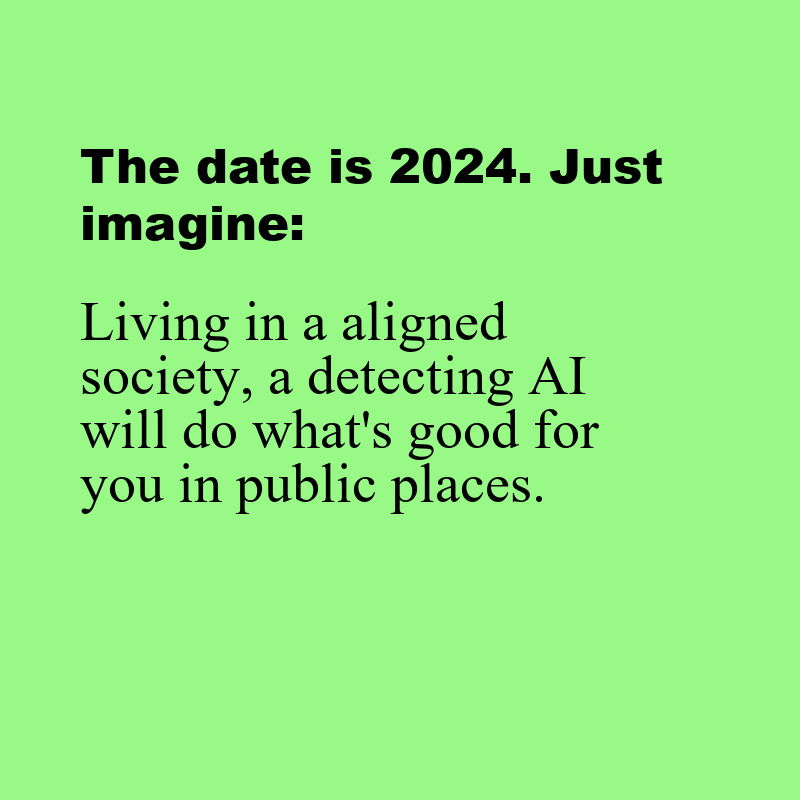 The date is 2024. Just
imagine:
Living in a aligned
society, a detecting AI
will do what's good for
you in public places.